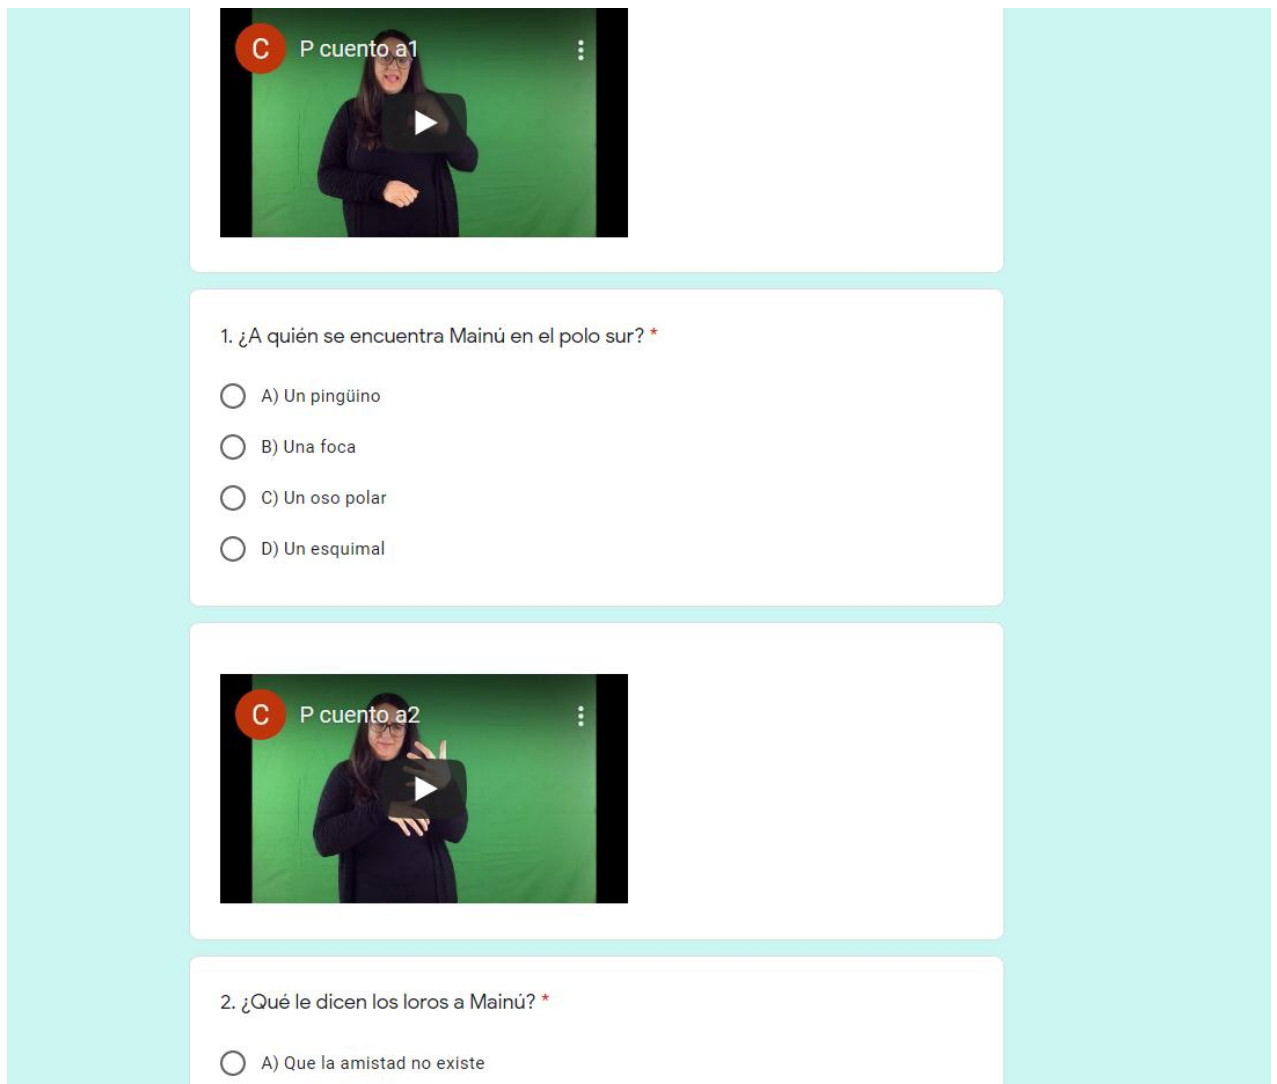 C P cuento a1
1. ¿A quién se encuentra Mainú en el polo sur? *
A) Un pingüino
B) Una foca
C) Un oso polar
D) Un esquimal
C P cuento a2
2. ¿Qué le dicen los loros a Mainú? *
A) Que la amistad no existe